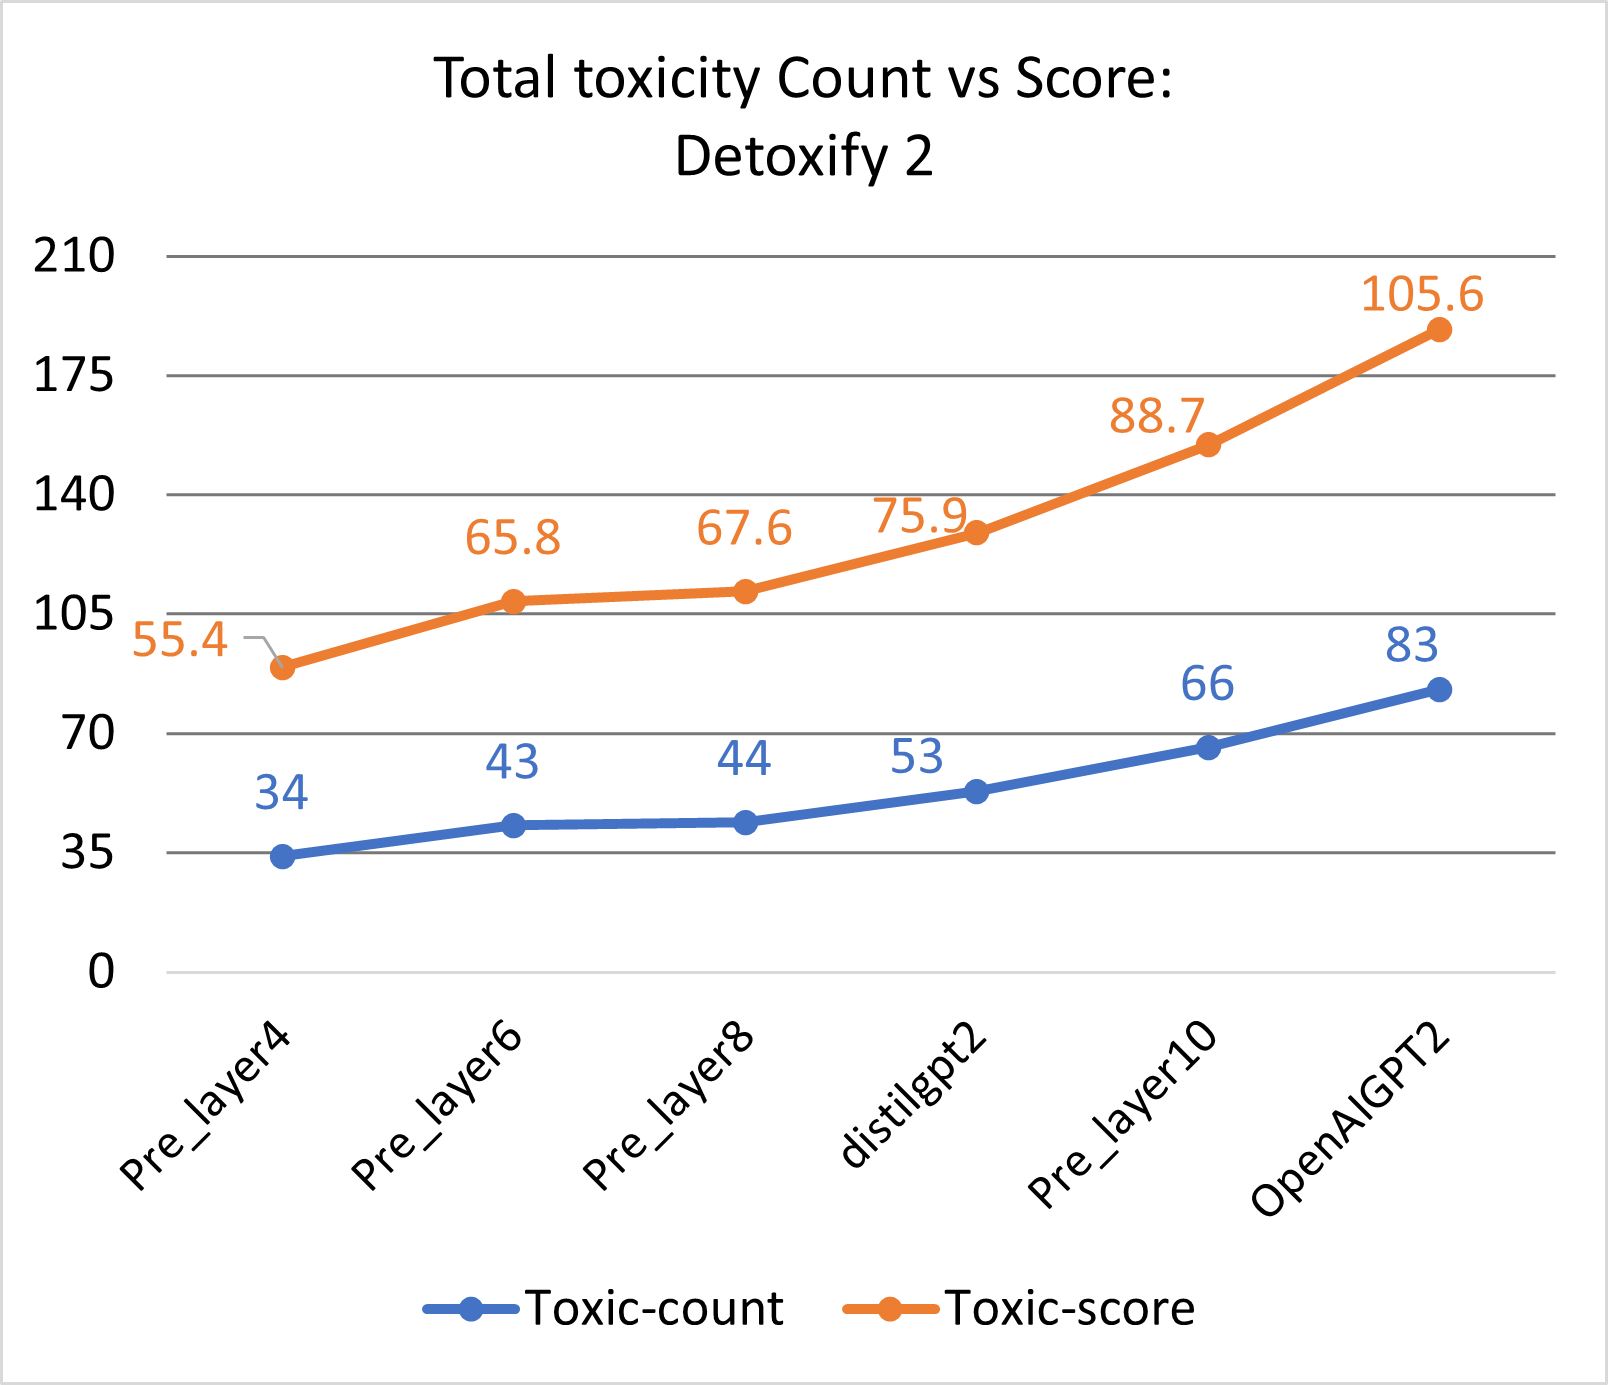 Total toxicity Count vs Score:
Detoxify 2
210
175
140
105
70
35
0
55.4
65.8
67.6
75.9
88.7
105.6
34
43
44
53
66
83
Pre_layer4
Pre_layer6
Pre_layer8
distilgpt2
Pre_layer10
OpenAIGPT2
Toxic-count
Toxic-score